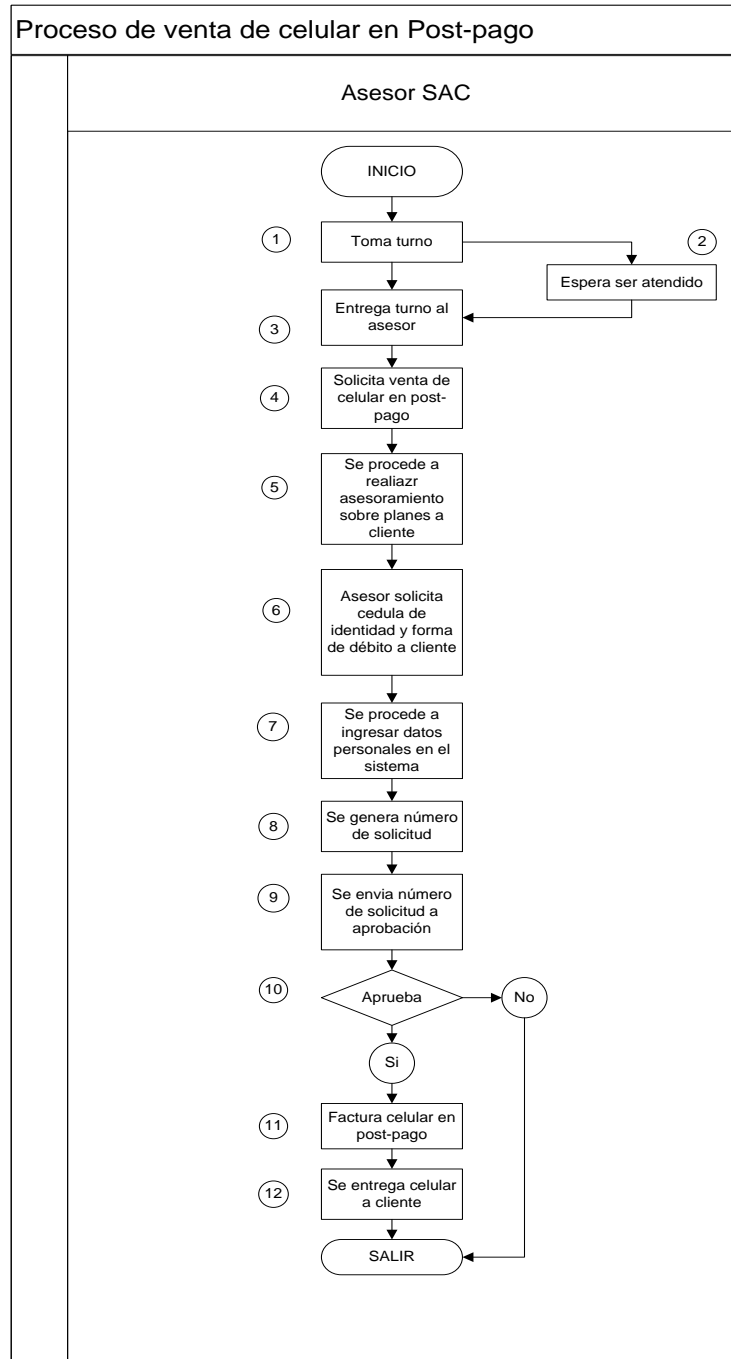 Proceso de venta de celular en Post-pago
Asesor SAC
INICIO
1
Toma turno
2
Espera ser atendido
Entrega turno al
asesor
3
Solicita venta de
celular en post-
pago
4
Se procede a
realiazr
asesoramiento
sobre planes a
cliente
5
Asesor solicita
cedula de
identidad y forma
de débito a cliente
6
Se procede a
ingresar datos
personales en el
sistema
7
Se genera número
de solicitud
8
Se envia número
de solicitud a
aprobación
9
10
Aprueba
No
Si
Factura celular en
post-pago
11
Se entrega celular
a cliente
12
SALIR